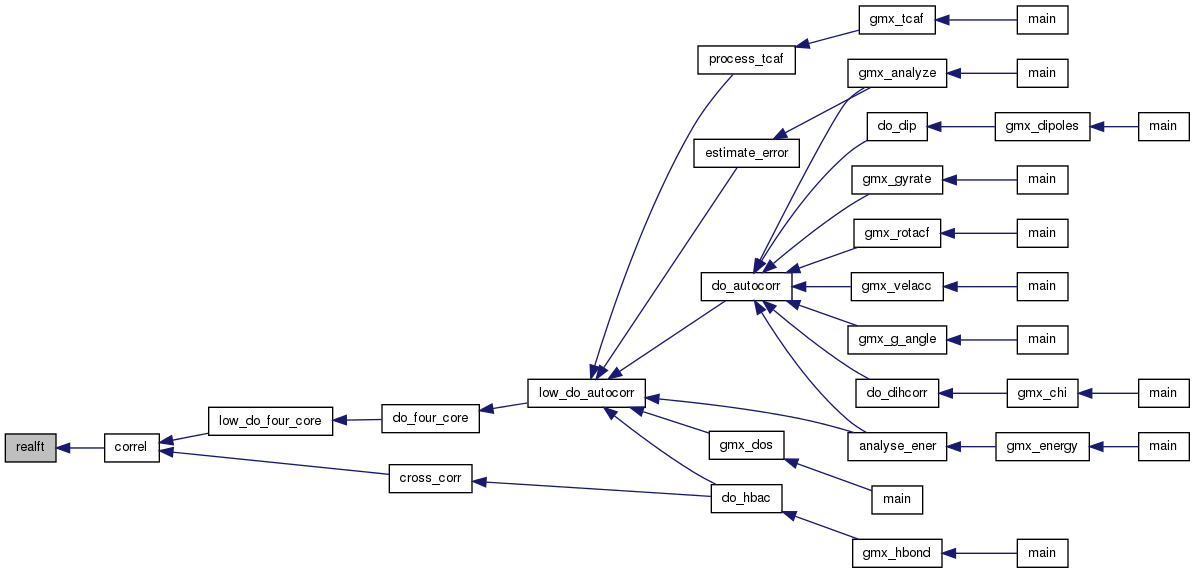 gmx_tcaf
main
process_tcaf
gmx_analyze
main
do_dip
gmx_dipoles
main
estimate_error
gmx_gyrate
main
gmx_rotacf
main
do_autocorr
gmx_velacc
main
gmx_g_angle
main
low_do_autocorr
do_dihcorr
gmx_chi
main
realft
correl
low_do_four_core
do_four_core
gmx_dos
analyse_ener
gmx_energy
main
cross_corr
do_hbac
main
gmx_hbond
main